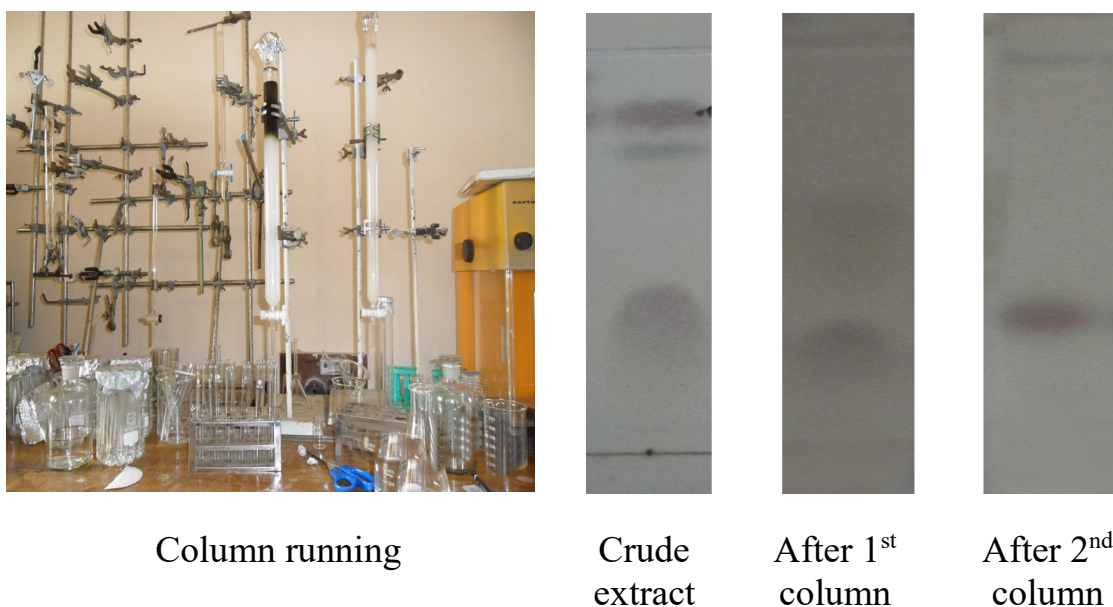 Column running
Crude
extract
After 1st
column
After 2nd
column